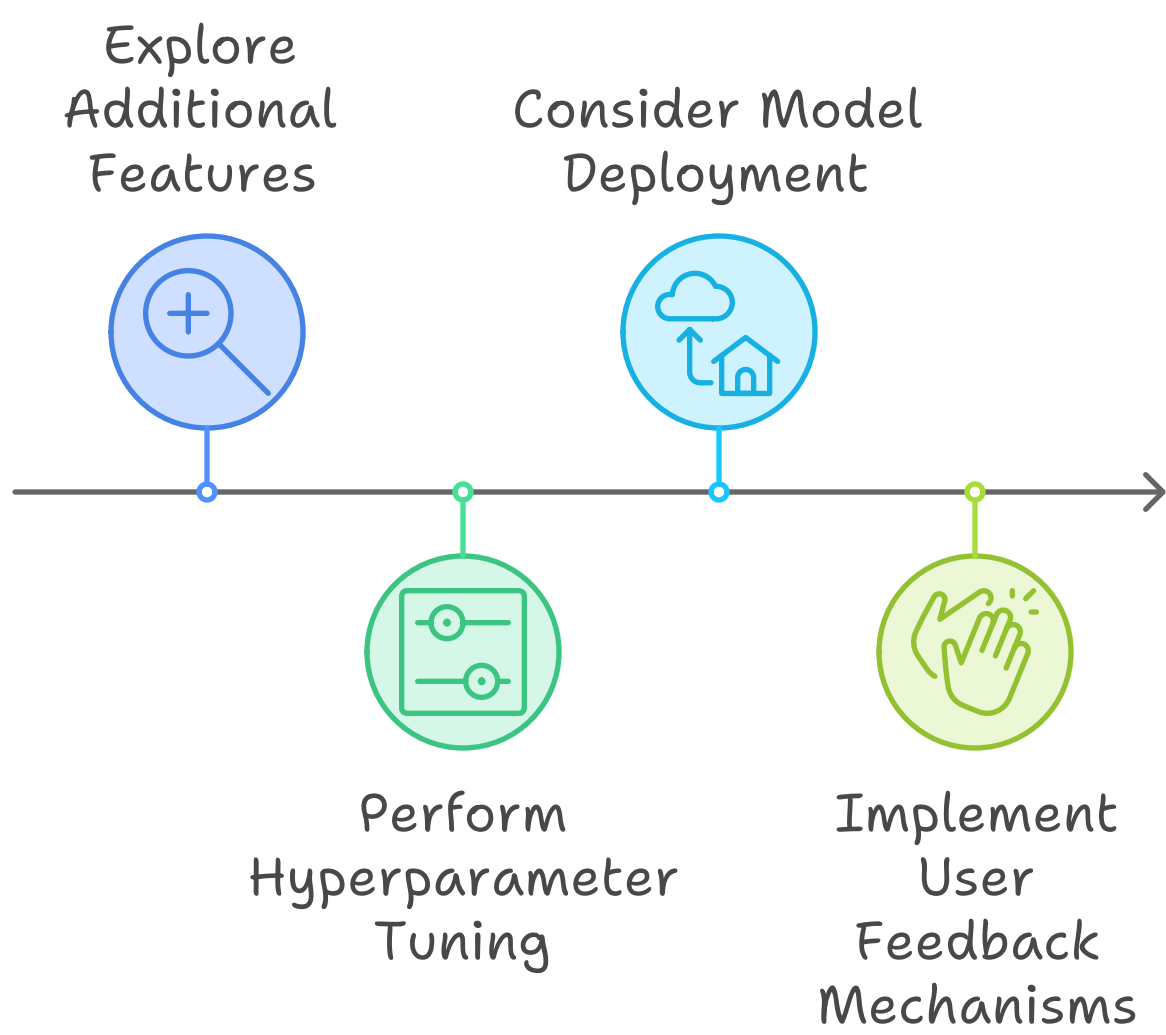 Explore
Additional
Features
Consider Model
Deployment
Perform
Hyperparameter
Tuning
Implement
User
Feedback
Mechanisms